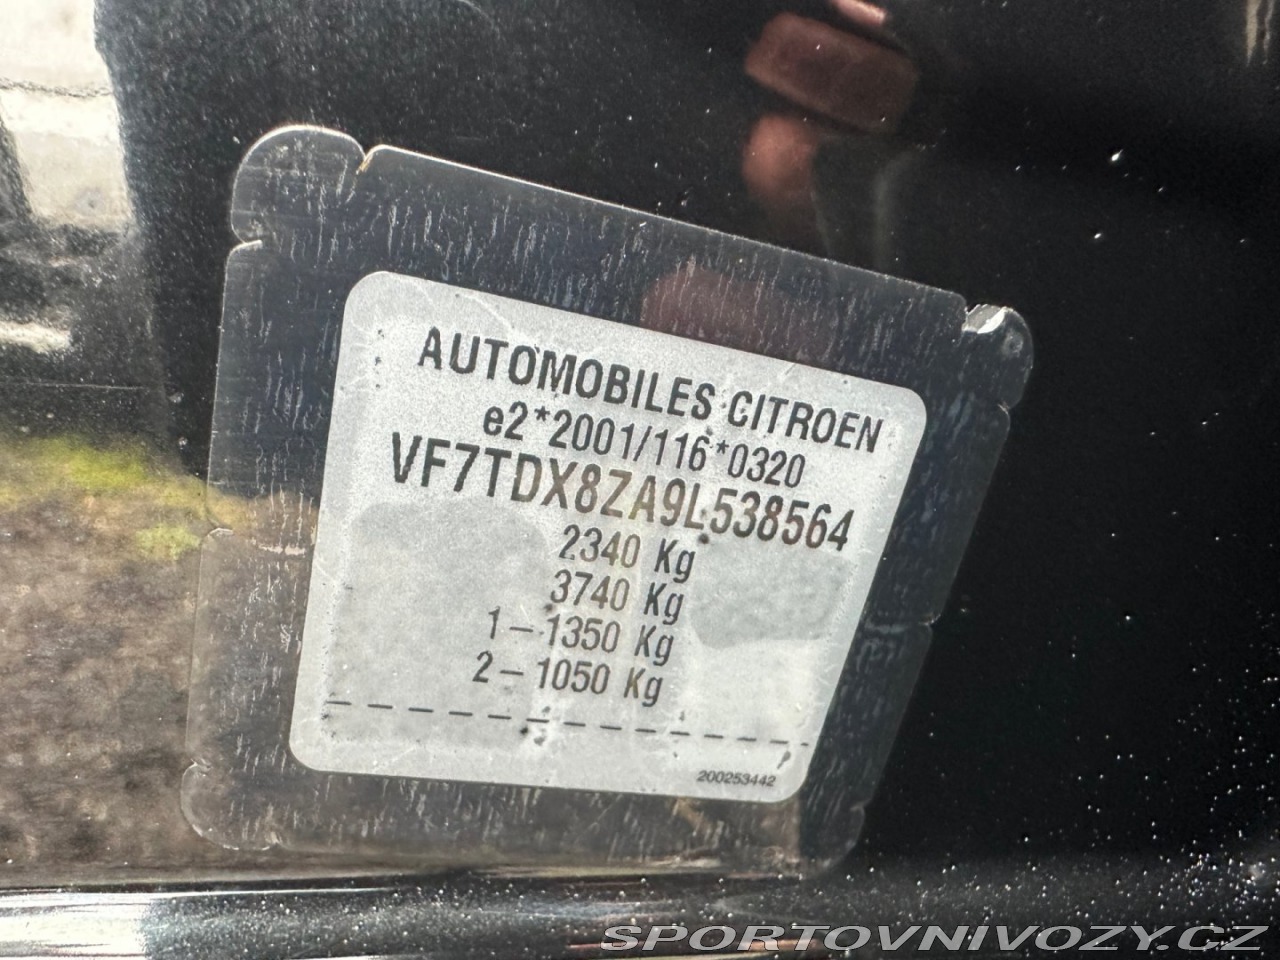 AUTOMOBILES CITROEN
e2*2001/116*0320
VF7TDX8ZA9L538564
2340 Kg
3740 Kg
1-1350 Kg
2-1050 Kg
200253442
SPORTOVNIVOZY.CZ